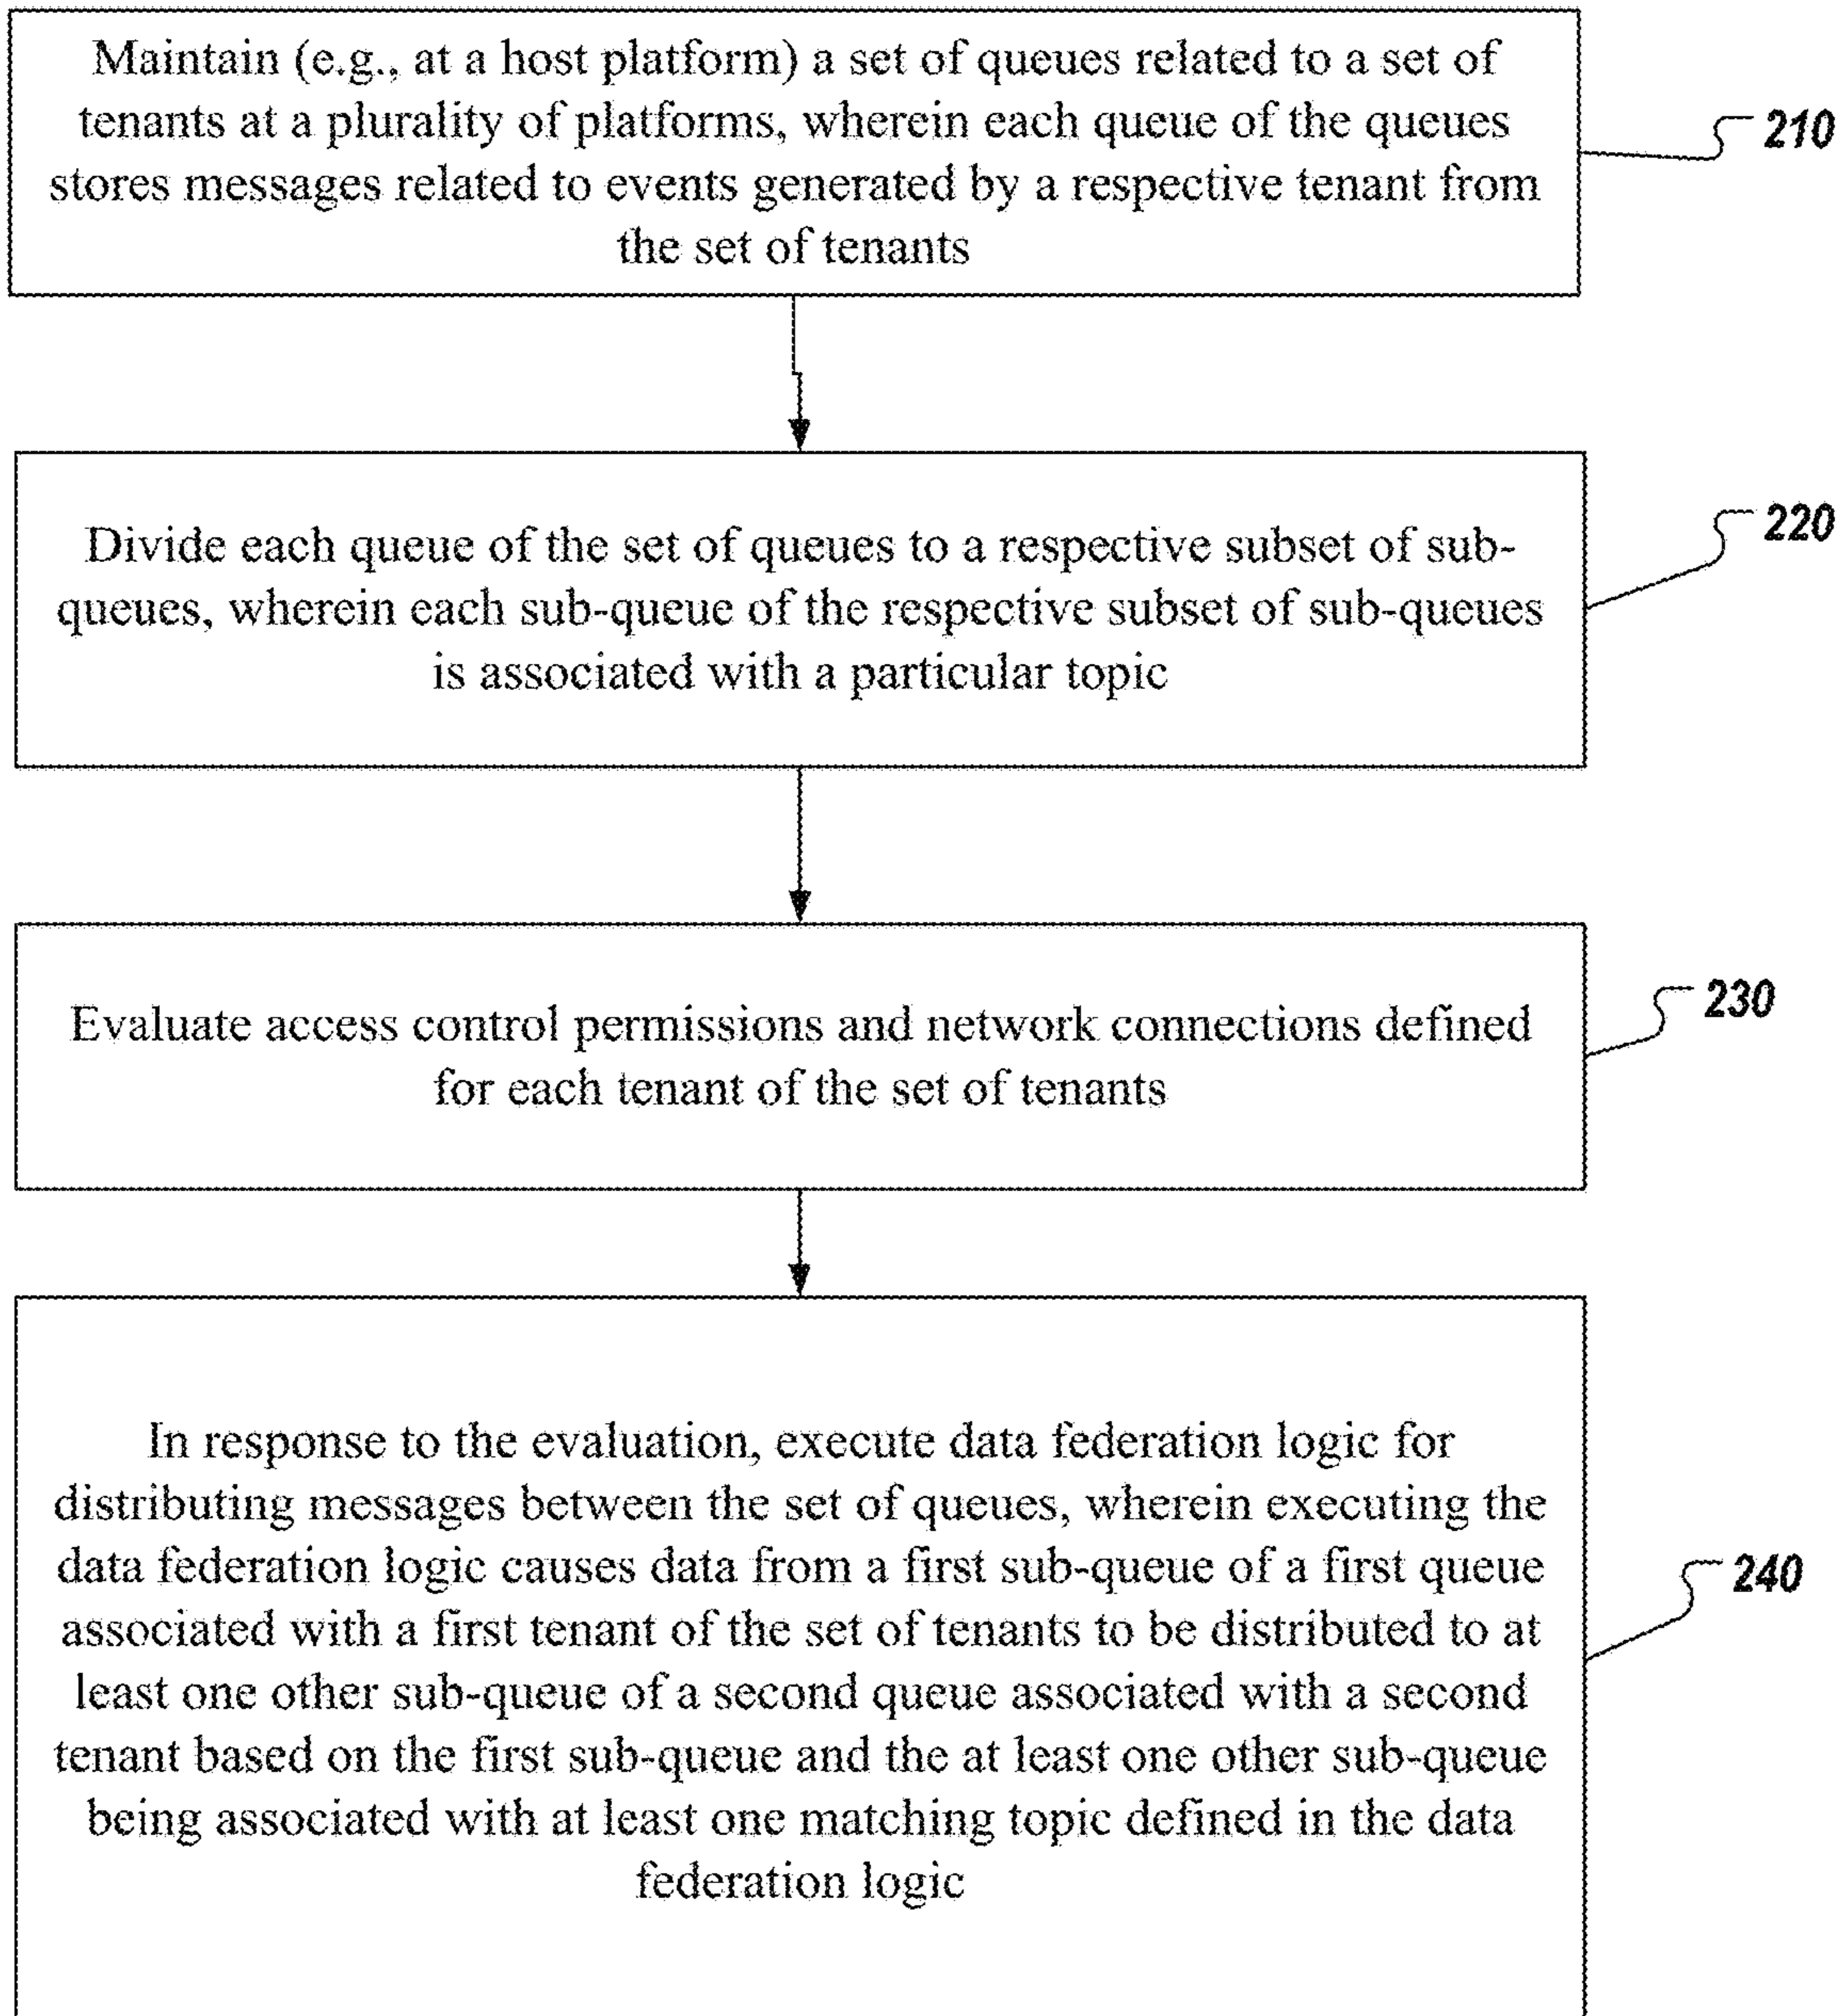 Maintain (e.g., at a host platform) a set of queues related to a set of
tenants at a plurality of platforms, wherein each queue of the queues
stores messages related to events generated by a respective tenant from
the set of tenants
210
Divide each queue of the set of queues to a respective subset of sub-
queues, wherein each sub-queue of the respective subset of sub-queues
is associated with a particular topic
220
Evaluate access control permissions and network connections defined
for each tenant of the set of tenants
230
In response to the evaluation, execute data federation logic for
distributing messages between the set of queues, wherein executing the
data federation logic causes data from a first sub-queue of a first queue
associated with a first tenant of the set of tenants to be distributed to at
least one other sub-queue of a second queue associated with a second
tenant based on the first sub-queue and the at least one other sub-queue
being associated with at least one matching topic defined in the data
federation logic
240